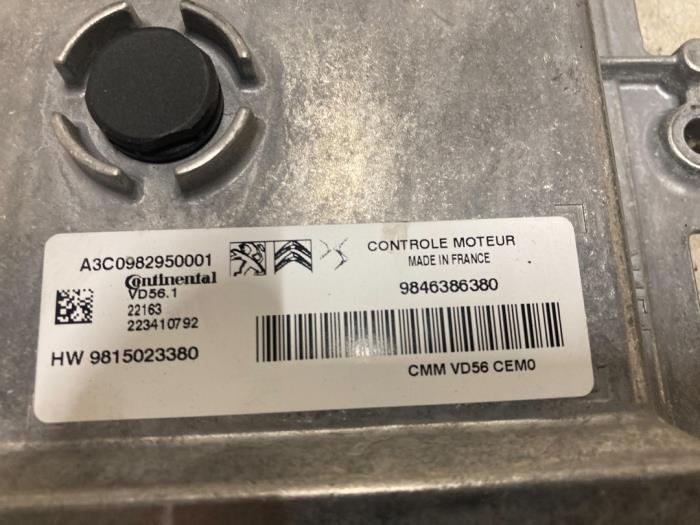 A3C0982950001
Continental
VD56.1
22163
223410792
HW 9815023380
CONTROLE MOTEUR
MADE IN FRANCE
9846386380
CMM VD56 CEM0